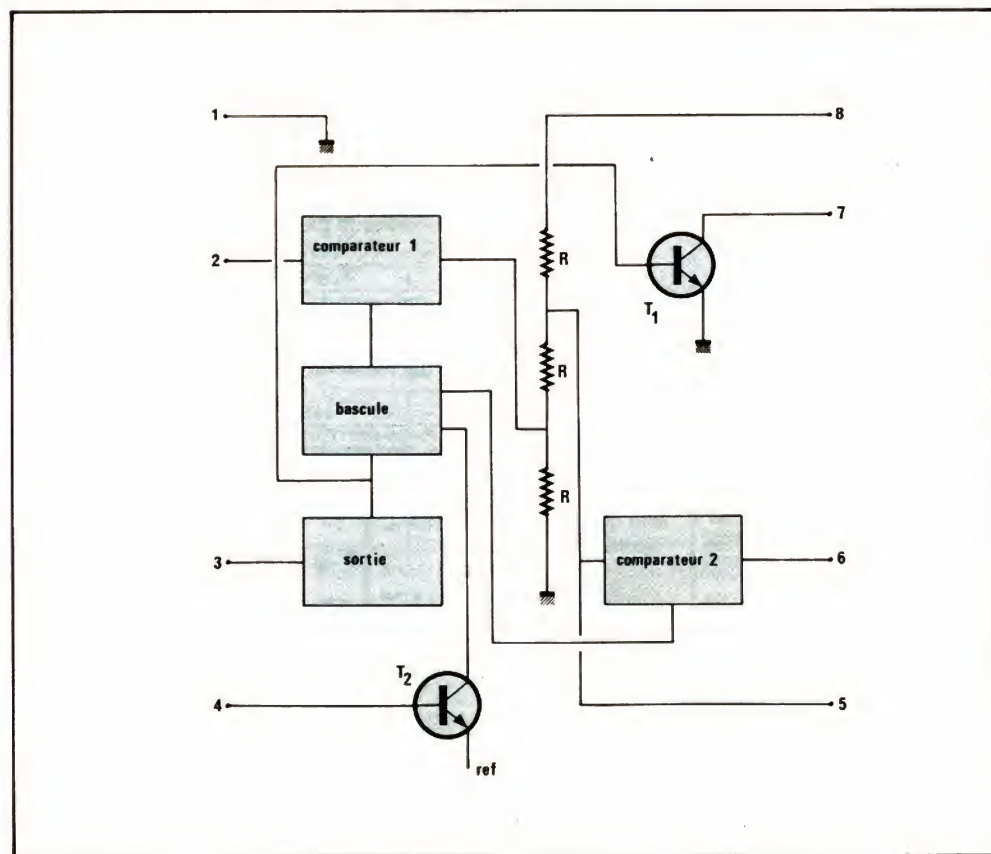 1
8
7
comparateur 1
2
R
T1
R
bascule
R
sortie
3
comparateur 2
6
T2
4
5
ref